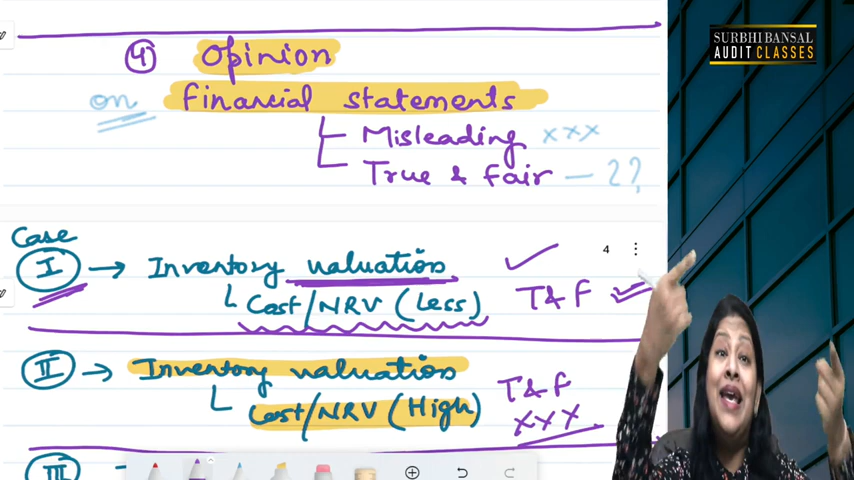 SURBHI BANSAL
AUDIT CLASSES
④ Opinion
on financial statements
Misleading xxx
True & fair — ??
Case
I → Inventory valuation ✓
Cost/NRV (Less) T&F ✓
4
II → Inventory valuation
Cost/NRV (High) T&F
xxx
III